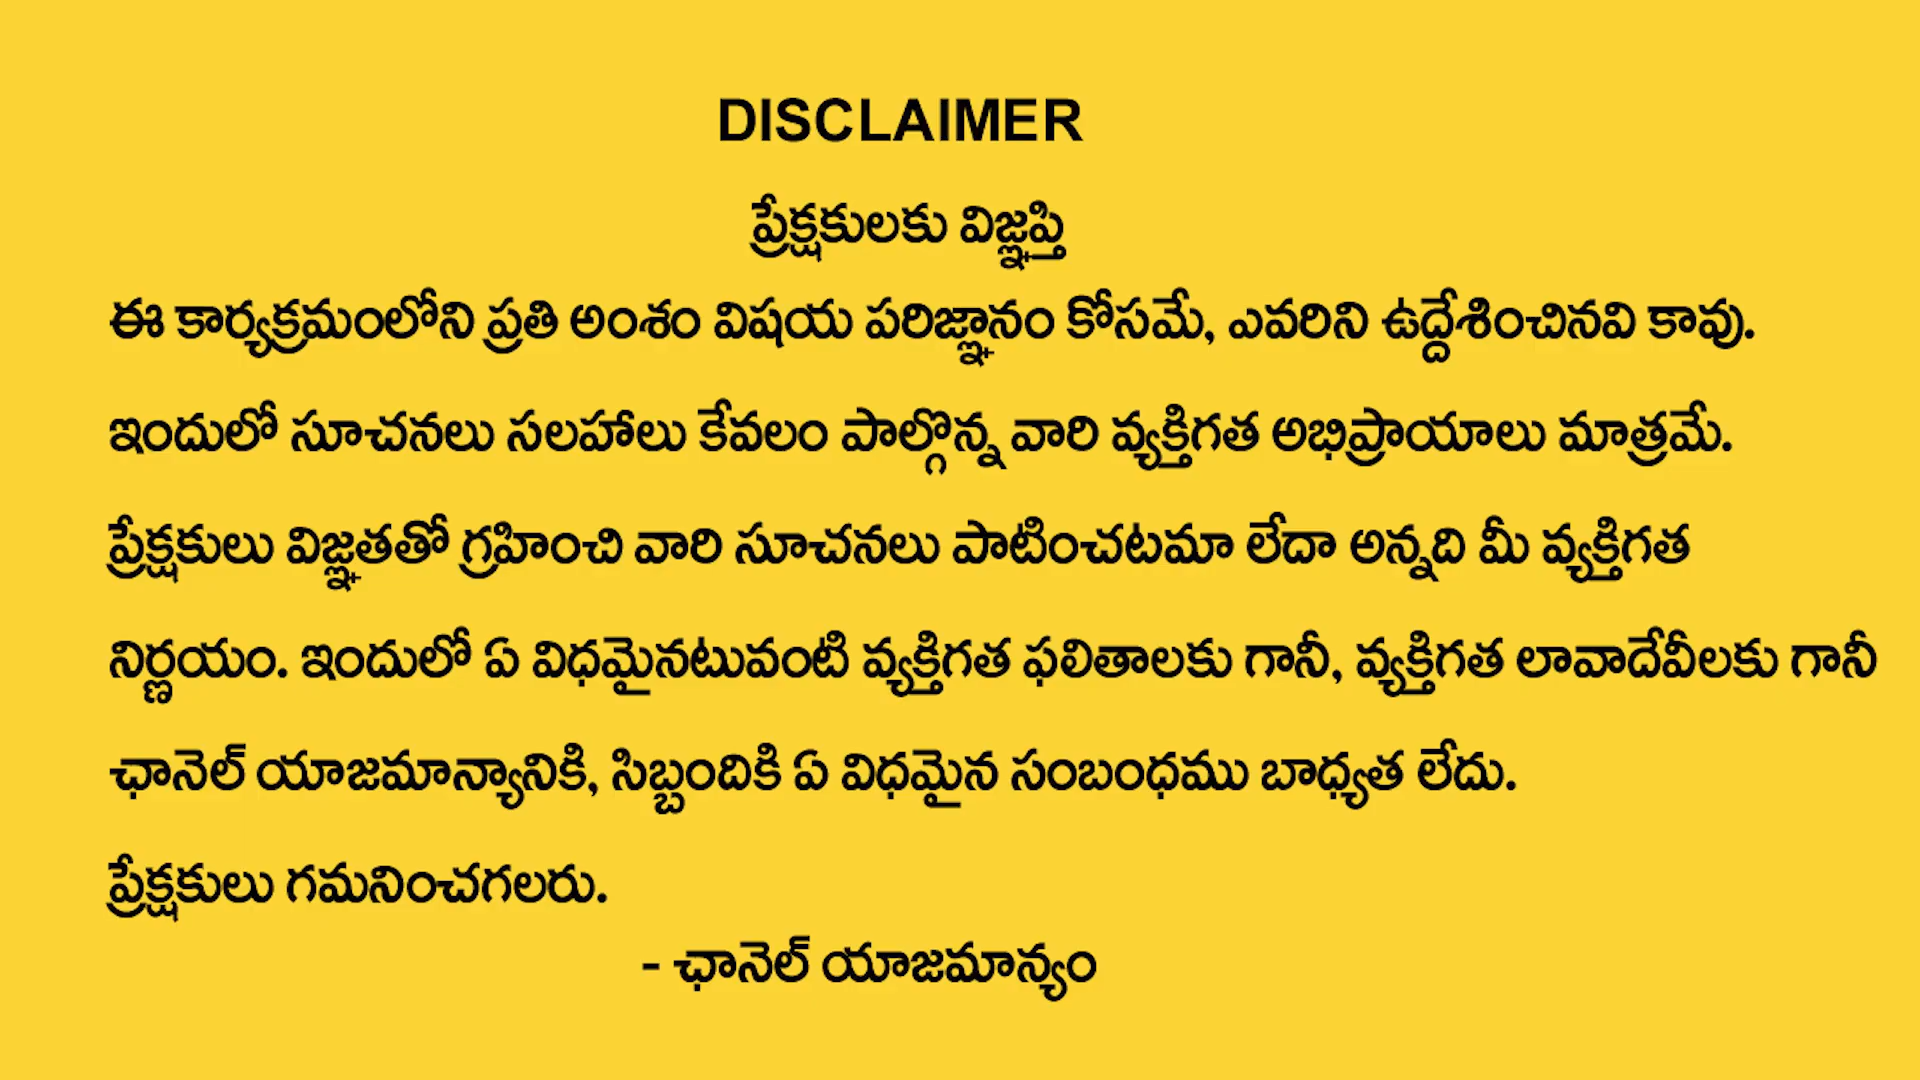 DISCLAIMER
ప్రేక్షకులకు విజ్ఞప్తి
ఈ కార్యక్రమంలోని ప్రతి అంశం విషయ పరిజ్ఞానం కోసమే, ఎవరిని ఉద్దేశించినవి కావు.
ఇందులో సూచనలు సలహాలు కేవలం పాల్గొన్న వారి వ్యక్తిగత అభిప్రాయాలు మాత్రమే.
ప్రేక్షకులు విజ్ఞతతో గ్రహించి వారి సూచనలు పాటించటమా లేదా అన్నది మీ వ్యక్తిగత
నిర్ణయం. ఇందులో ఏ విధమైనటువంటి వ్యక్తిగత ఫలితాలకు గానీ, వ్యక్తిగత లావాదేవీలకు గానీ
ఛానెల్ యాజమాన్యానికి, సిబ్బందికి ఏ విధమైన సంబంధము బాధ్యత లేదు.
ప్రేక్షకులు గమనించగలరు.
- ఛానెల్ యాజమాన్యం